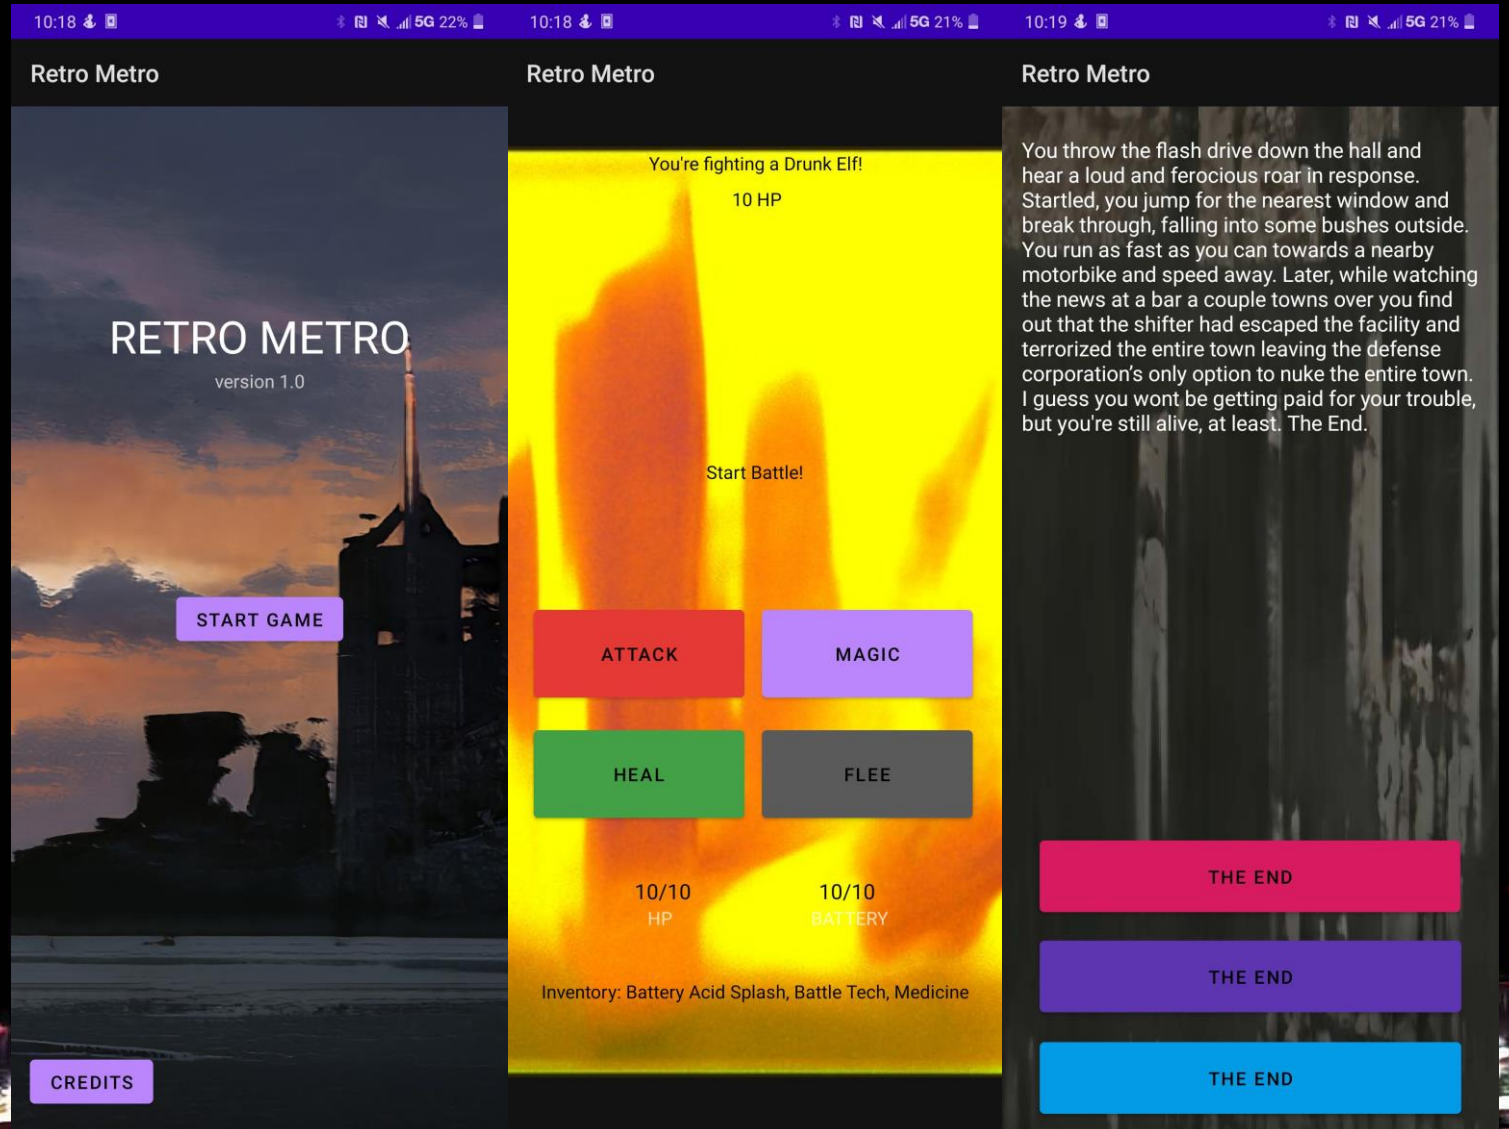 10:18
5G 22%
Retro Metro
RETRO METRO
version 1.0
START GAME
CREDITS
10:18
5G 21%
Retro Metro
You're fighting a Drunk Elf!
10 HP
Start Battle!
ATTACK
MAGIC
HEAL
FLEE
10/10
HP
10/10
BATTERY
Inventory: Battery Acid Splash, Battle Tech, Medicine
10:19
5G 21%
Retro Metro
You throw the flash drive down the hall and
hear a loud and ferocious roar in response.
Startled, you jump for the nearest window and
break through, falling into some bushes outside.
You run as fast as you can towards a nearby
motorbike and speed away. Later, while watching
the news at a bar a couple towns over you find
out that the shifter had escaped the facility and
terrorized the entire town leaving the defense
corporation’s only option to nuke the entire town.
I guess you wont be getting paid for your trouble,
but you're still alive, at least. The End.
THE END
THE END
THE END